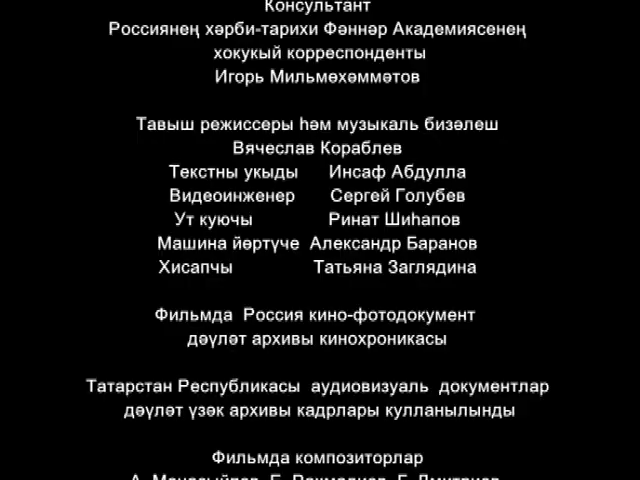 Консультант
Россиянең хәрби-тарихи Фәннәр Академиясенең
хокукый корреспонденты
Игорь Мильмөхәммәтов
Тавыш режиссеры һәм музыкаль бизәлеш
Вячеслав Кораблев
Текстны укыды Инсаф Абдулла
Видеоинженер Сергей Голубев
Ут куючы Ринат Шиһапов
Машина йөртүче Александр Баранов
Хисапчы Татьяна Заглядина
Фильмда Россия кино-фотодокумент
дәүләт архивы кинохроникасы
Татарстан Республикасы аудиовизуаль документлар
дәүләт үзәк архивы кадрлары кулланылынды
Фильмда композиторлар